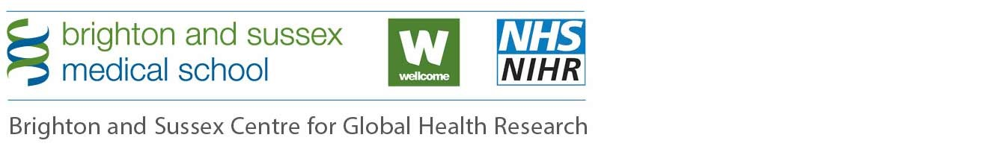 brighton and sussex
medical school
W
wellcome
NHS
NIHR
Brighton and Sussex Centre for Global Health Research